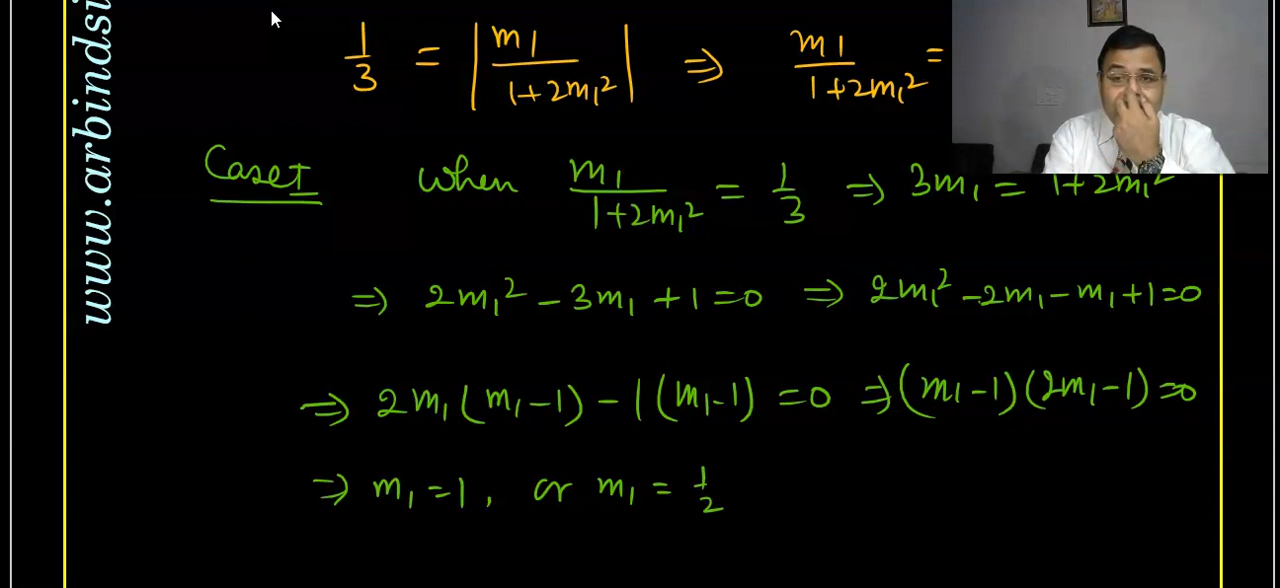 www.arbindsi
1/3 = |m₁/(1+2m₁²)| ⇒ m₁/(1+2m₁²) =
Case I When m₁/(1+2m₁²) = 1/3 ⇒ 3m₁ = 1+2m₁²
⇒ 2m₁² - 3m₁ + 1 = 0 ⇒ 2m₁² - 2m₁ - m₁ + 1 = 0
⇒ 2m₁(m₁-1) - 1(m₁-1) = 0 ⇒ (m₁-1)(2m₁-1) = 0
⇒ m₁ = 1, or m₁ = 1/2